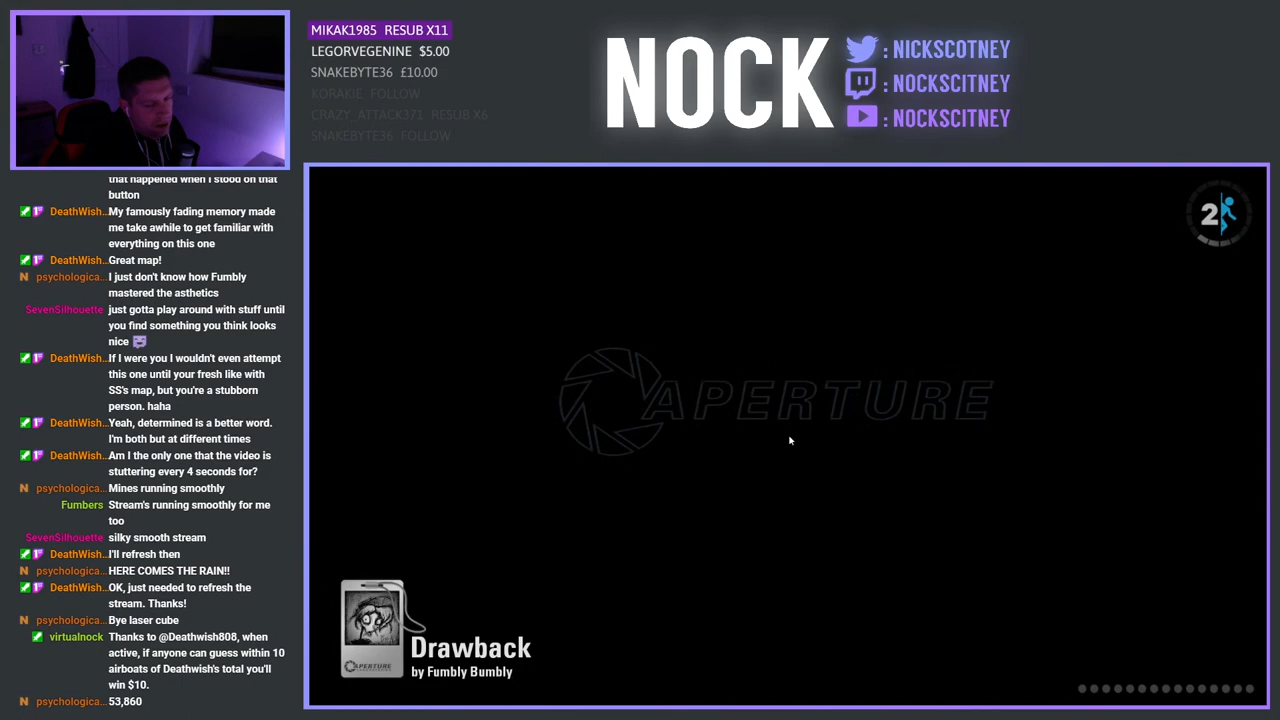 MIKAK1985 RESUB X11
LEGORVEGENINE $5.00
SNAKEBYTE36 £10.00
KORAKIE FOLLOW
CRAZY_ATTACK371 RESUB X6
SNAKEBYTE36 FOLLOW
NOCK
: NICKSCOTNEY
: NOCKSCITNEY
: NOCKSCITNEY
that happened when I stood on that
button
DeathWish... My famously fading memory made
me take awhile to get familiar with
everything on this one
DeathWish... Great map!
psychologica... I just don't know how Fumbly
mastered the asthetics
SevenSilhouette just gotta play around with stuff until
you find something you think looks
nice
DeathWish... If I were you I wouldn't even attempt
this one until your fresh like with
SS's map, but you're a stubborn
person. haha
DeathWish... Yeah, determined is a better word.
I'm both but at different times
DeathWish... Am I the only one that the video is
stuttering every 4 seconds for?
psychologica... Mines running smoothly
Fumbers Stream's running smoothly for me
too
SevenSilhouette silky smooth stream
DeathWish... I'll refresh then
psychologica... HERE COMES THE RAIN!!
DeathWish... OK, just needed to refresh the
stream. Thanks!
psychologica... Bye laser cube
virtualnock Thanks to @Deathwish808, when
active, if anyone can guess within 10
airboats of Deathwish's total you'll
win $10.
psychologica... 53,860
2
APERTURE
APERTURE
Drawback
by Fumbly Bumbly